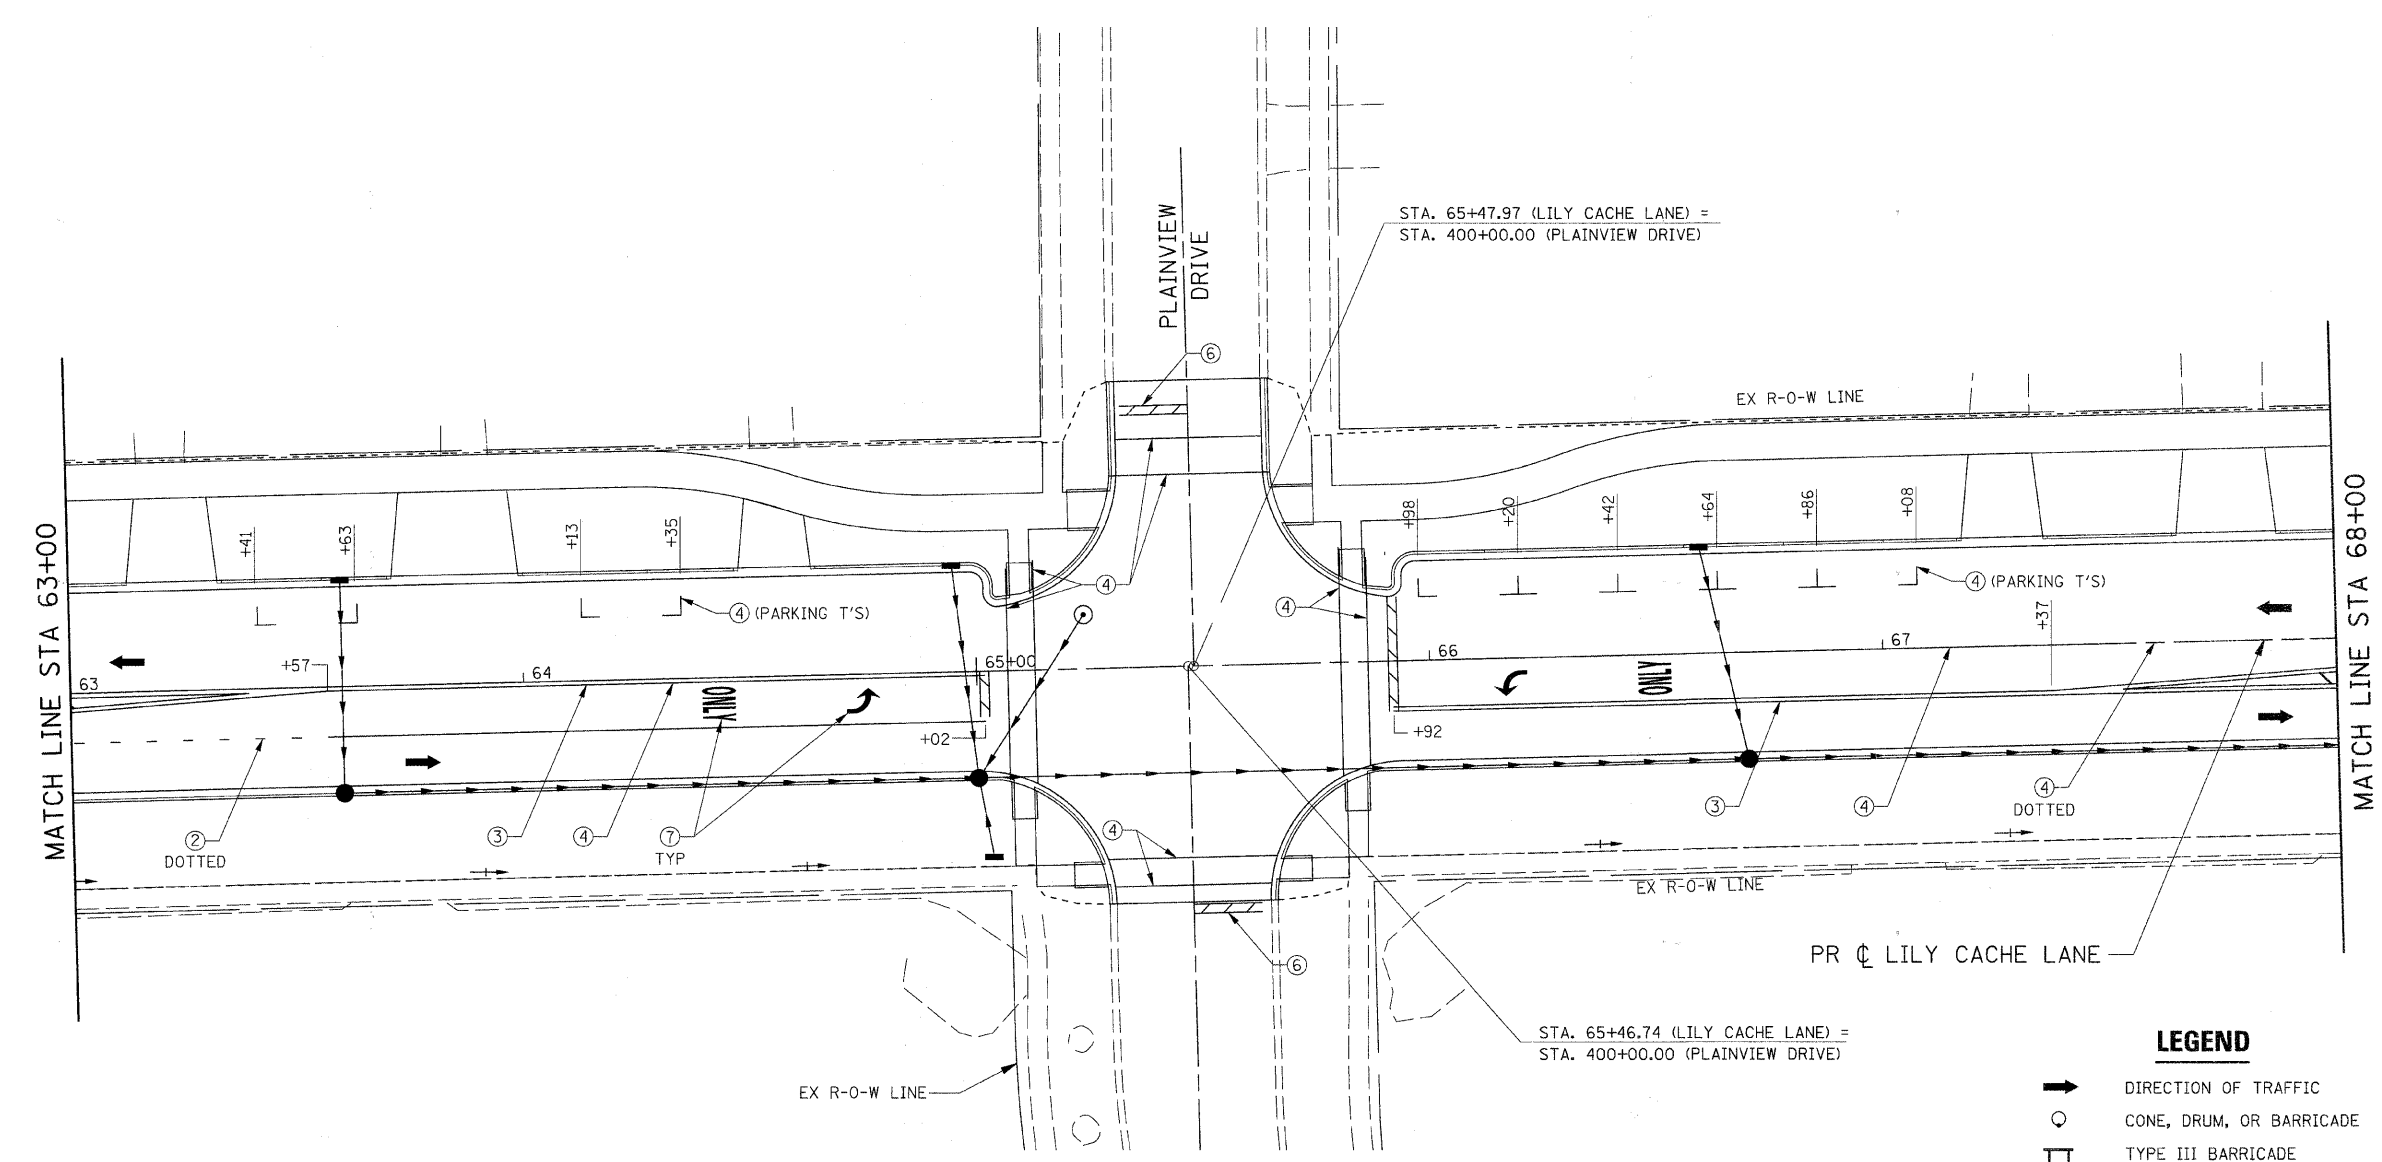 PLAINVIEW
DRIVE
STA. 65+47.97 (LILY CACHE LANE) =
STA. 400+00.00 (PLAINVIEW DRIVE)
6
EX R-O-W LINE
MATCH LINE STA 63+00
MATCH LINE STA 68+00
+41
+63
+13
+35
+98
+20
+42
+64
+86
+08
4 (PARKING T'S)
4
4
4 (PARKING T'S)
+37
63
+57
64
65+00
66
67
ONLY
ONLY
+02
+92
2
DOTTED
3
4
7
TYP
4
3
4
4
DOTTED
EX R-O-W LINE
6
PR ℄ LILY CACHE LANE
STA. 65+46.74 (LILY CACHE LANE) =
STA. 400+00.00 (PLAINVIEW DRIVE)
EX R-O-W LINE
LEGEND
DIRECTION OF TRAFFIC
CONE, DRUM, OR BARRICADE
TYPE III BARRICADE